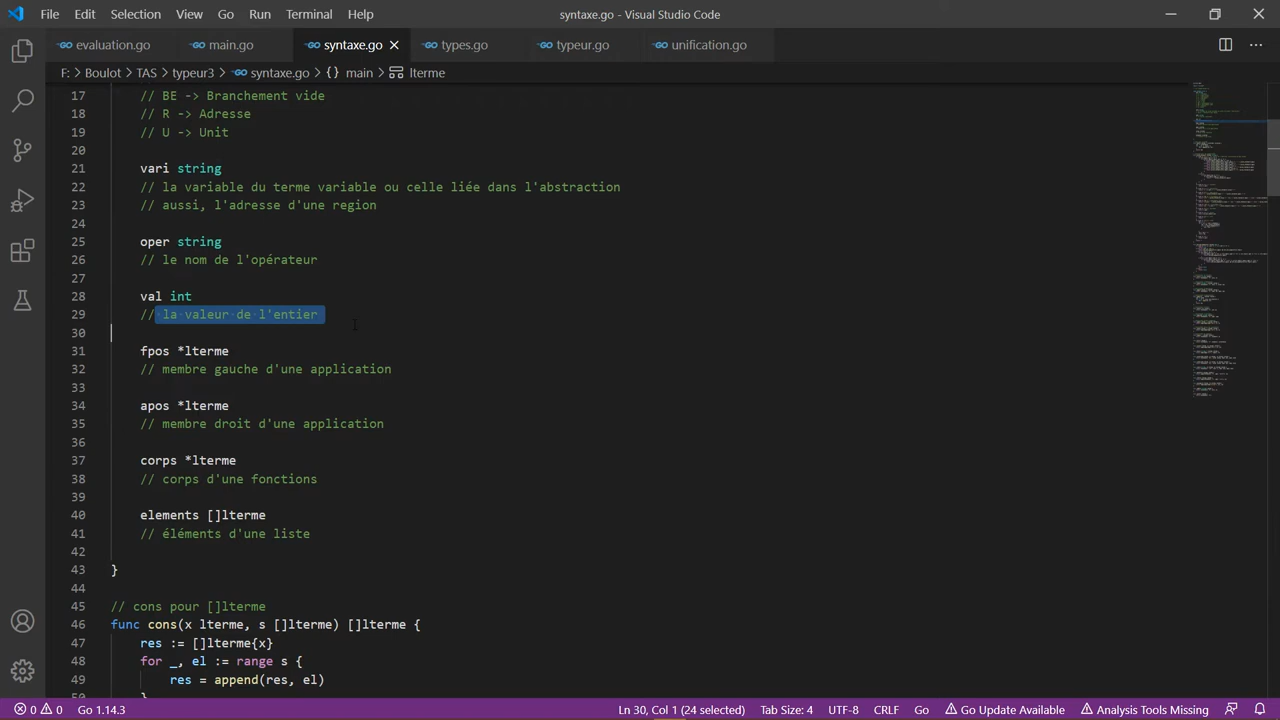 File Edit Selection View Go Run Terminal Help syntaxe.go - Visual Studio Code
evaluation.go main.go syntaxe.go types.go typeur.go unification.go
F: > Boulot > TAS > typeur3 > syntaxe.go > {} main > lterme
17 // BE -> Branchement vide
18 // R -> Adresse
19 // U -> Unit
20
21 vari string
22 // la variable du terme variable ou celle liée dans l'abstraction
23 // aussi, l'adresse d'une region
24
25 oper string
26 // le nom de l'opérateur
27
28 val int
29 // la valeur de l'entier
30
31 fpos *lterme
32 // membre gauche d'une application
33
34 apos *lterme
35 // membre droit d'une application
36
37 corps *lterme
38 // corps d'une fonctions
39
40 elements []lterme
41 // éléments d'une liste
42
43 }
44
45 // cons pour []lterme
46 func cons(x lterme, s []lterme) []lterme {
47 res := []lterme{x}
48 for _, el := range s {
49 res = append(res, el)
50 }
0 0 Go 1.14.3 Ln 30, Col 1 (24 selected) Tab Size: 4 UTF-8 CRLF Go Go Update Available Analysis Tools Missing